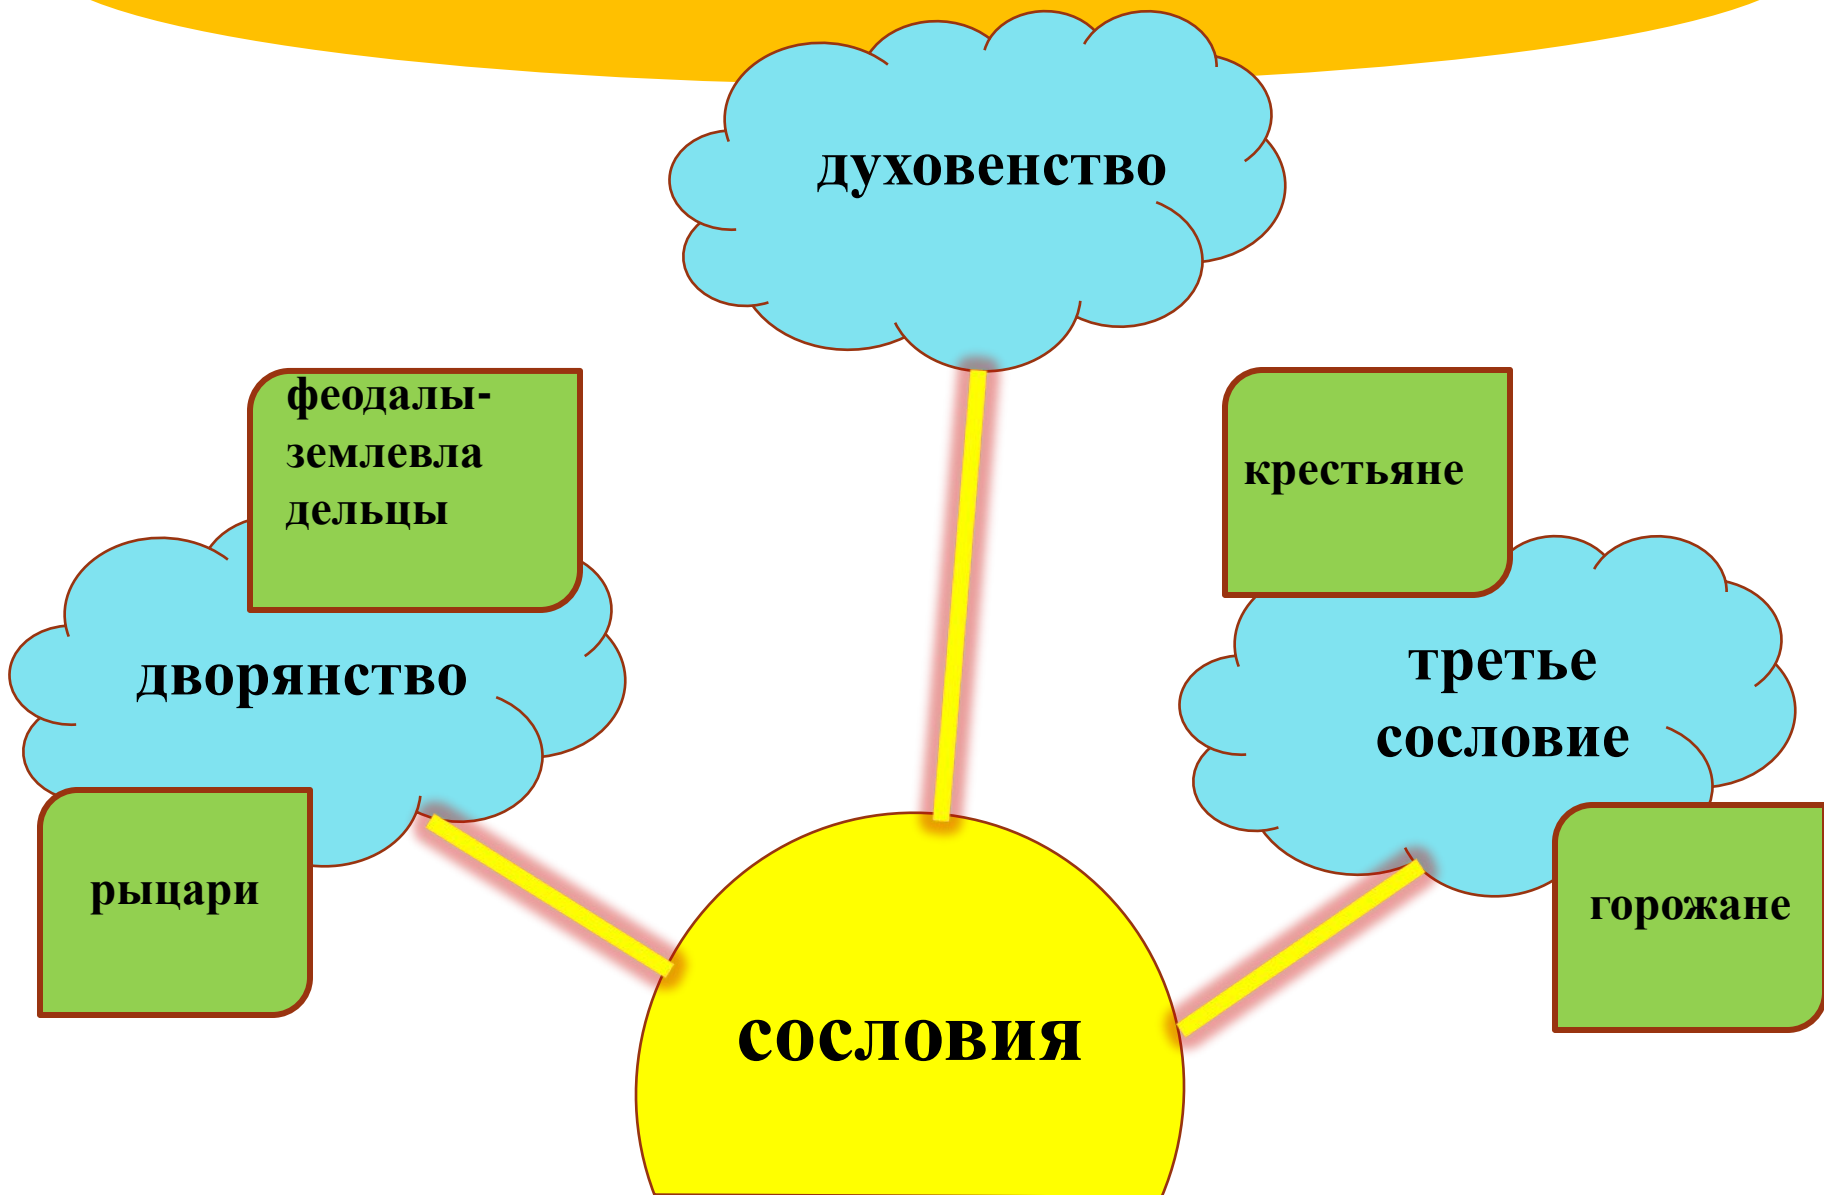 духовенство
феодалы-
землевла
дельцы
дворянство
рыцари
крестьяне
третье
сословие
горожане
сословия